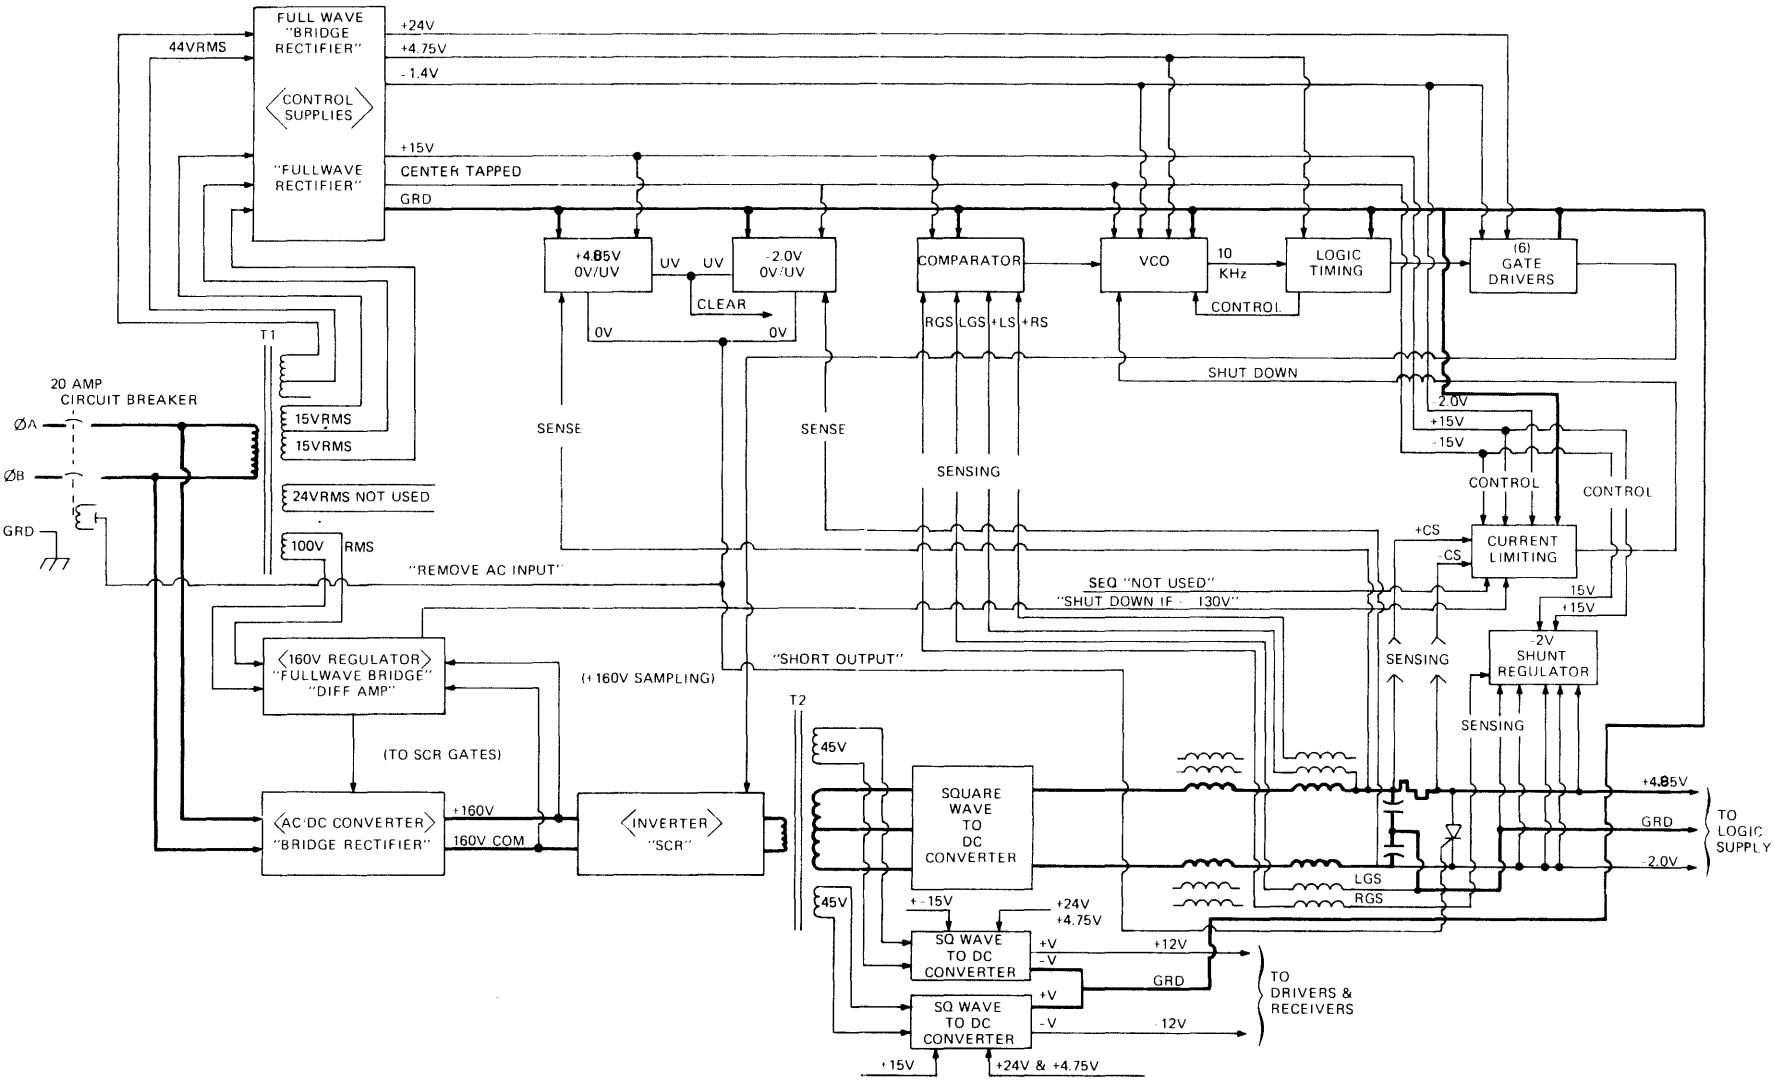 FULL WAVE
"BRIDGE
RECTIFIER"
CONTROL
SUPPLIES
"FULLWAVE
RECTIFIER"
44VRMS
+24V
+4.75V
-1.4V
+15V
CENTER TAPPED
GRD
+4.85V
0V/UV
UV
UV
-2.0V
0V/UV
CLEAR
0V
0V
COMPARATOR
VCO
10
KHz
LOGIC
TIMING
CONTROL
(6)
GATE
DRIVERS
RGS
LGS
+LS
+RS
SHUT DOWN
T1
20 AMP
CIRCUIT BREAKER
ØA
ØB
GRD
15VRMS
15VRMS
24VRMS NOT USED
100V
RMS
SENSE
SENSE
SENSING
-2.0V
+15V
-15V
CONTROL
CONTROL
+CS
-CS
CURRENT
LIMITING
"REMOVE AC INPUT"
SEQ "NOT USED"
"SHUT DOWN IF - 130V"
15V
+15V
160V REGULATOR
"FULLWAVE BRIDGE"
"DIFF AMP"
"SHORT OUTPUT"
(+160V SAMPLING)
SENSING
-2V
SHUNT
REGULATOR
SENSING
(TO SCR GATES)
T2
45V
AC/DC CONVERTER
"BRIDGE RECTIFIER"
+160V
160V COM
INVERTER
"SCR"
SQUARE
WAVE
TO
DC
CONVERTER
+4.85V
GRD
-2.0V
TO
LOGIC
SUPPLY
LGS
RGS
45V
+-15V
+24V
+4.75V
SQ WAVE
TO DC
CONVERTER
+V
-V
+12V
GRD
TO
DRIVERS &
RECEIVERS
SQ WAVE
TO DC
CONVERTER
+V
-V
-12V
+15V
+24V & +4.75V